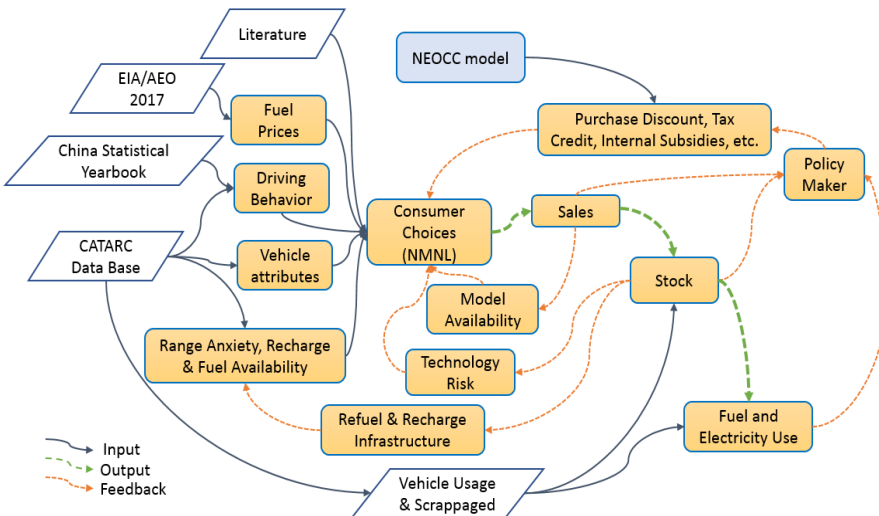 Literature
NEOCC model
EIA/AEO
2017
Fuel
Prices
Purchase Discount, Tax
Credit, Internal Subsidies, etc.
China Statistical
Yearbook
Policy
Maker
Driving
Behavior
Consumer
Choices
(NMNL)
Sales
CATARC
Data Base
Vehicle
attributes
Stock
Model
Availability
Range Anxiety, Recharge
& Fuel Availability
Technology
Risk
Refuel & Recharge
Infrastructure
Fuel and
Electricity Use
Input
Output
Feedback
Vehicle Usage
& Scrappaged